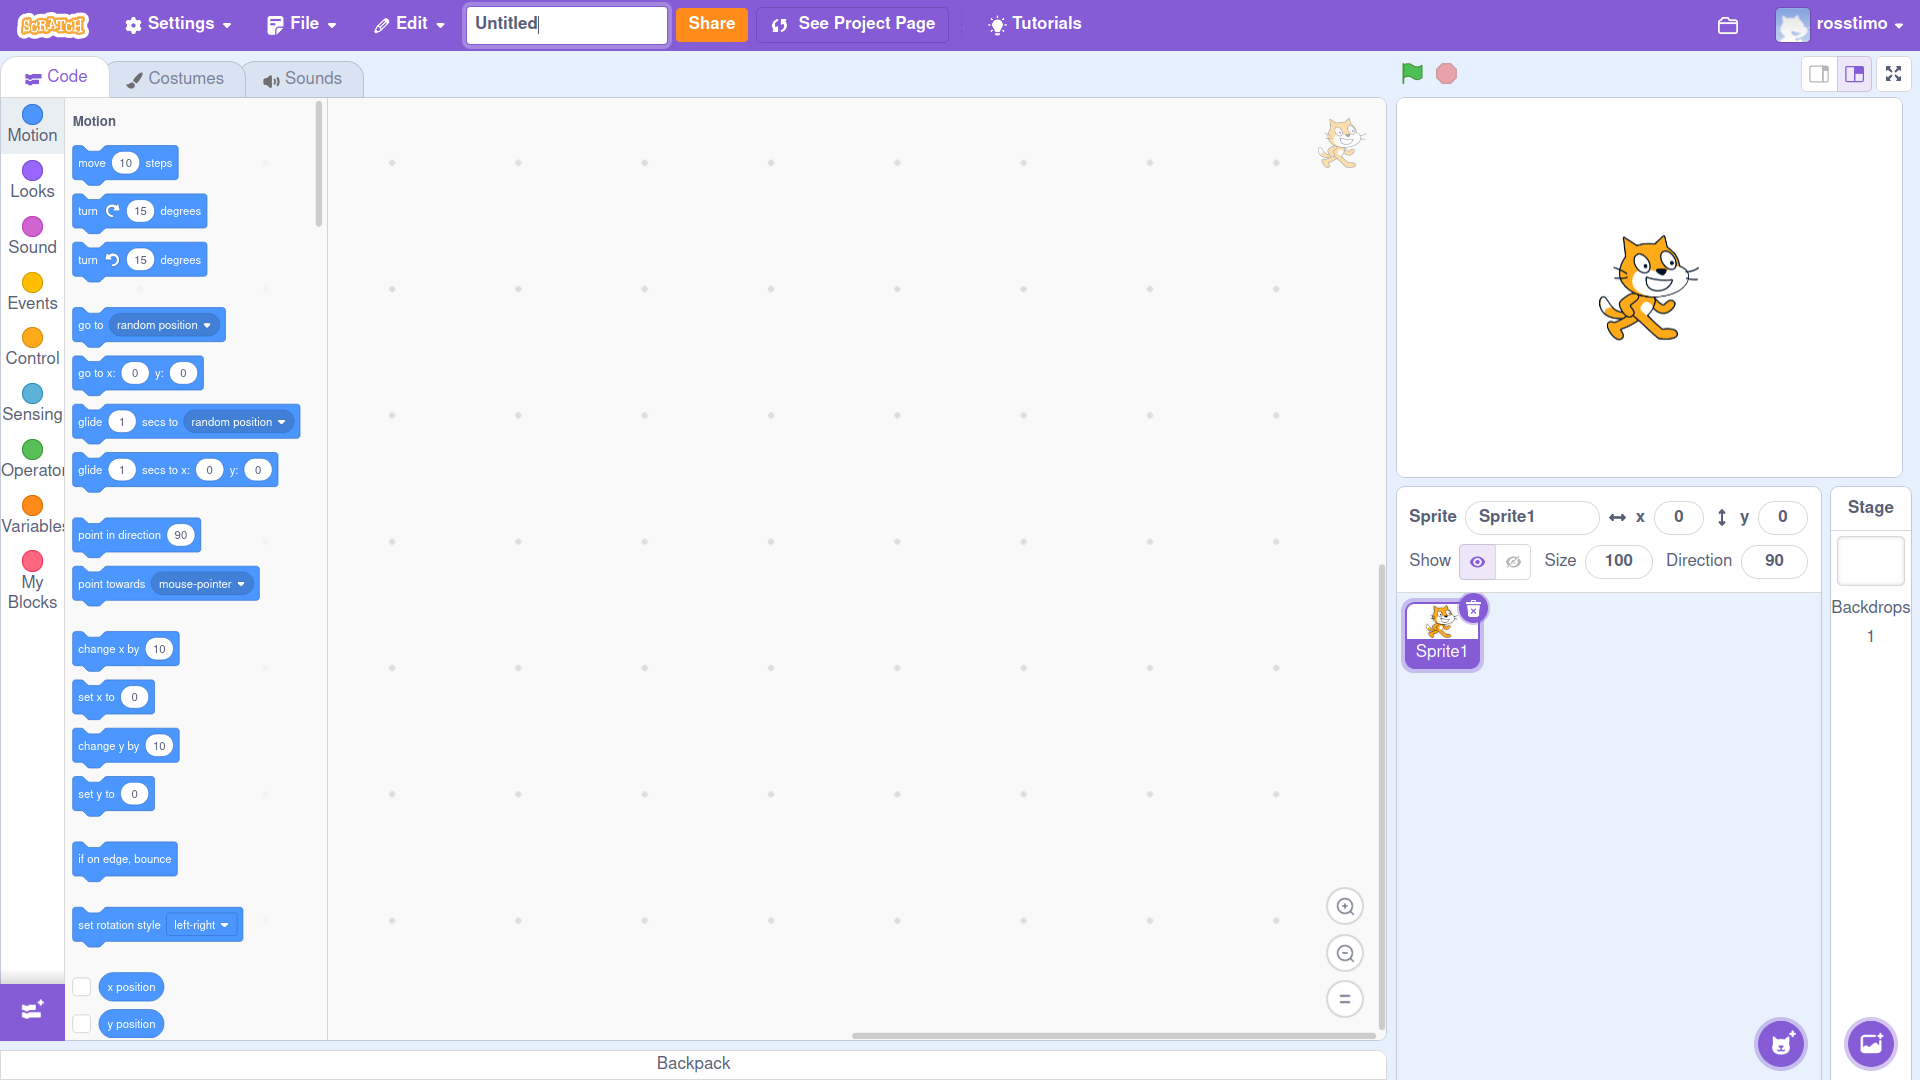 SCRATCH Settings File Edit Untitled Share See Project Page Tutorials rosstimo
Code Costumes Sounds
Motion
Looks
Sound
Events
Control
Sensing
Operato
Variables
My
Blocks
Motion
move 10 steps
turn 15 degrees
turn 15 degrees
go to random position
go to x: 0 y: 0
glide 1 secs to random position
glide 1 secs to x: 0 y: 0
point in direction 90
point towards mouse-pointer
change x by 10
set x to 0
change y by 10
set y to 0
if on edge, bounce
set rotation style left-right
x position
y position
Sprite Sprite1 x 0 y 0
Show Size 100 Direction 90
Sprite1
Stage
Backdrops
1
Backpack